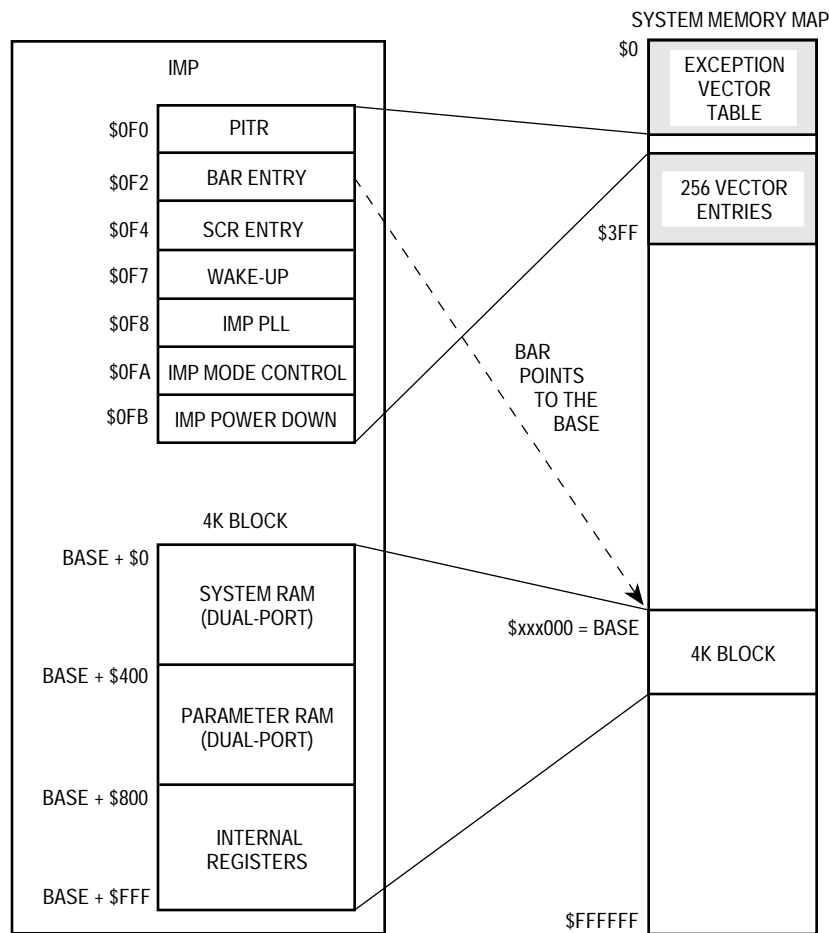 SYSTEM MEMORY MAP
IMP
$0F0 PITR
$0F2 BAR ENTRY
$0F4 SCR ENTRY
$0F7 WAKE-UP
$0F8 IMP PLL
$0FA IMP MODE CONTROL
$0FB IMP POWER DOWN
4K BLOCK
BASE + $0
SYSTEM RAM
(DUAL-PORT)
BASE + $400
PARAMETER RAM
(DUAL-PORT)
BASE + $800
INTERNAL
REGISTERS
BASE + $FFF
BAR
POINTS
TO THE
BASE
$0
EXCEPTION
VECTOR
TABLE
256 VECTOR
ENTRIES
$3FF
$xxx000 = BASE
4K BLOCK
$FFFFFF